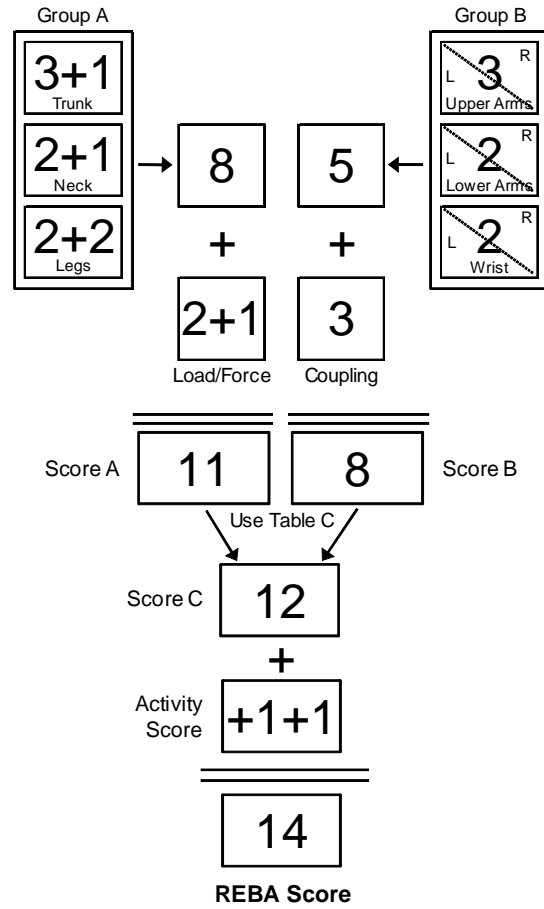 Group A
Group B
3+1
Trunk
2+1
Neck
2+2
Legs
L 3 R
Upper Arms
L 2 R
Lower Arms
L 2 R
Wrist
8
5
+
+
2+1
3
Load/Force
Coupling
Score A
11
8
Score B
Use Table C
Score C
12
+
Activity
Score
+1+1
14
REBA Score